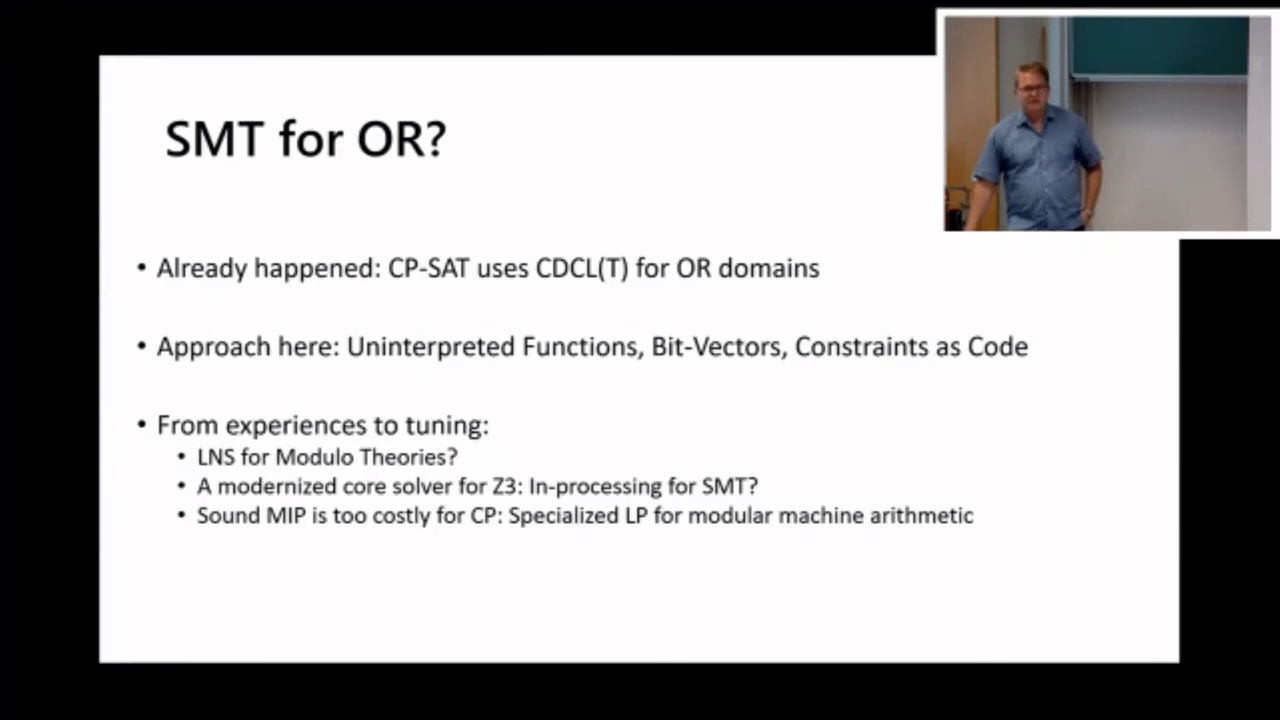 SMT for OR?
• Already happened: CP-SAT uses CDCL(T) for OR domains
• Approach here: Uninterpreted Functions, Bit-Vectors, Constraints as Code
• From experiences to tuning:
• LNS for Modulo Theories?
• A modernized core solver for Z3: In-processing for SMT?
• Sound MIP is too costly for CP: Specialized LP for modular machine arithmetic